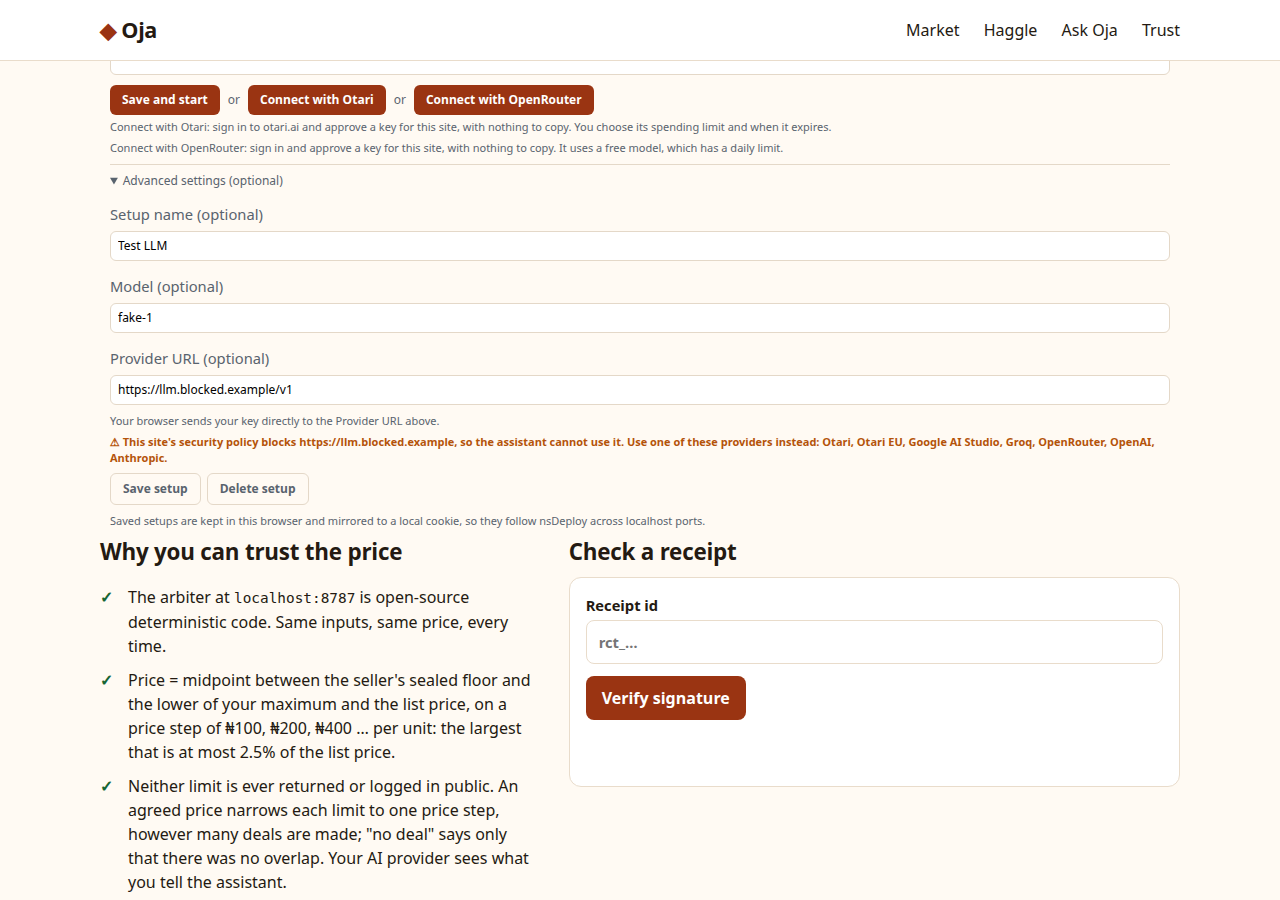 ◆ Oja
Market Haggle Ask Oja Trust
Save and start or Connect with Otari or Connect with OpenRouter
Connect with Otari: sign in to otari.ai and approve a key for this site, with nothing to copy. You choose its spending limit and when it expires.
Connect with OpenRouter: sign in and approve a key for this site, with nothing to copy. It uses a free model, which has a daily limit.
▼ Advanced settings (optional)
Setup name (optional)
Test LLM
Model (optional)
fake-1
Provider URL (optional)
https://llm.blocked.example/v1
Your browser sends your key directly to the Provider URL above.
⚠ This site's security policy blocks https://llm.blocked.example, so the assistant cannot use it. Use one of these providers instead: Otari, Otari EU, Google AI Studio, Groq, OpenRouter, OpenAI,
Anthropic.
Save setup Delete setup
Saved setups are kept in this browser and mirrored to a local cookie, so they follow nsDeploy across localhost ports.
Why you can trust the price
✓ The arbiter at localhost:8787 is open-source
deterministic code. Same inputs, same price, every
time.
✓ Price = midpoint between the seller's sealed floor and
the lower of your maximum and the list price, on a
price step of ₦100, ₦200, ₦400 … per unit: the largest
that is at most 2.5% of the list price.
✓ Neither limit is ever returned or logged in public. An
agreed price narrows each limit to one price step,
however many deals are made; "no deal" says only
that there was no overlap. Your AI provider sees what
you tell the assistant.
Check a receipt
Receipt id
rct_...
Verify signature